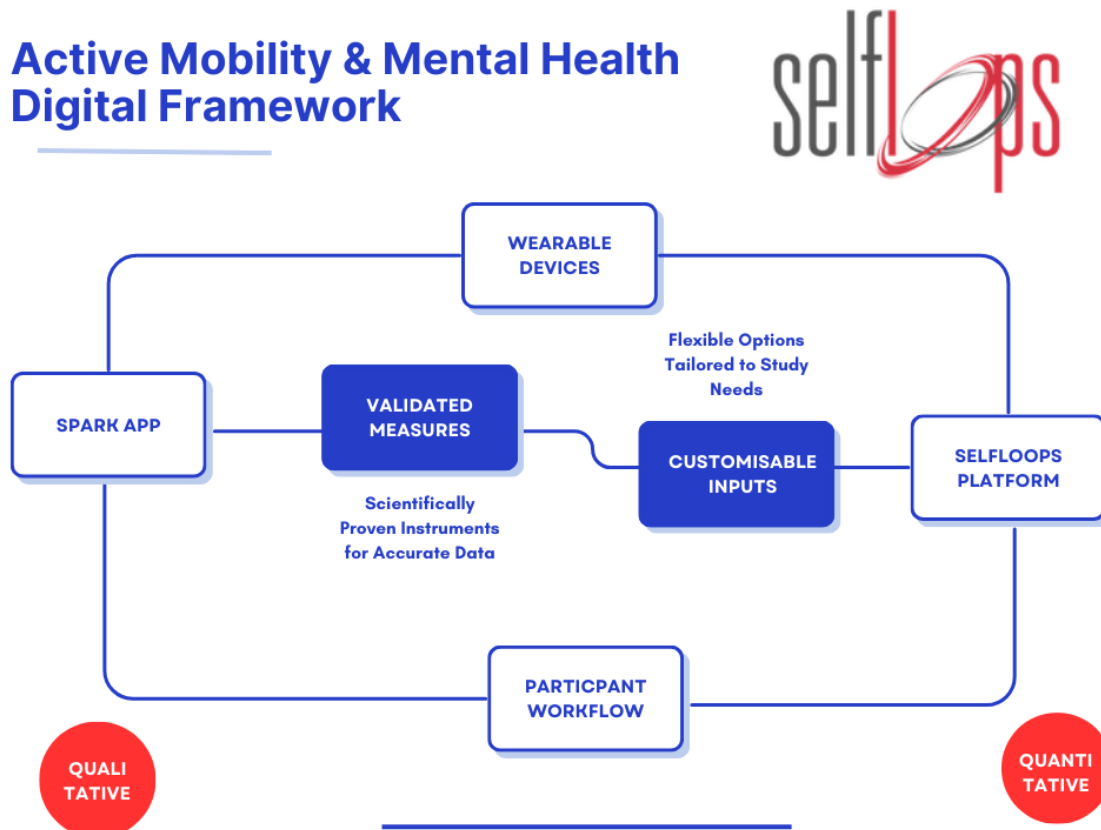 Active Mobility & Mental Health
Digital Framework
selfloops
WEARABLE
DEVICES
Flexible Options
Tailored to Study
Needs
SPARK APP
VALIDATED
MEASURES
CUSTOMISABLE
INPUTS
SELFLOOPS
PLATFORM
Scientifically
Proven Instruments
for Accurate Data
PARTICPANT
WORKFLOW
QUALI
TATIVE
QUANTI
TATIVE